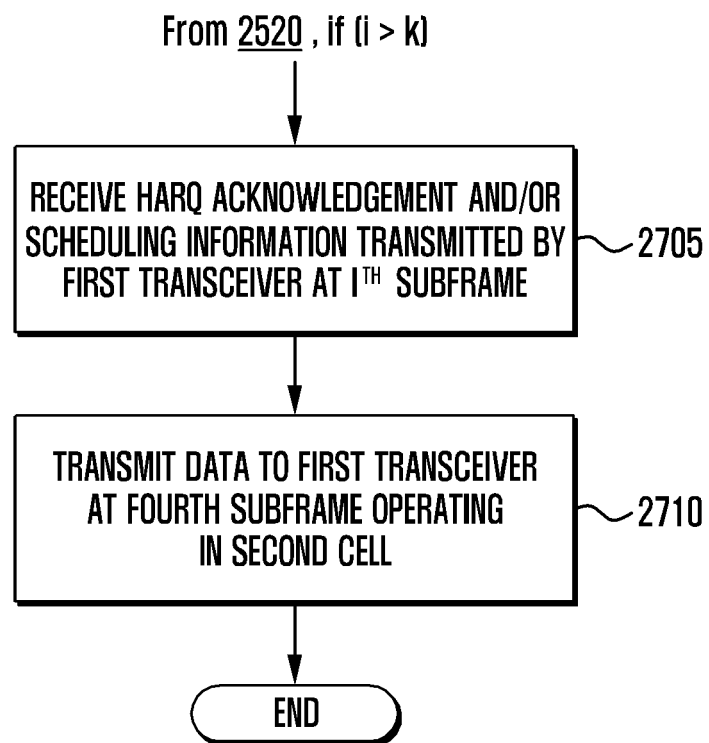 From 2520 , if (i > k)
RECEIVE HARQ ACKNOWLEDGEMENT AND/OR
SCHEDULING INFORMATION TRANSMITTED BY
FIRST TRANSCEIVER AT ITH SUBFRAME
2705
TRANSMIT DATA TO FIRST TRANSCEIVER
AT FOURTH SUBFRAME OPERATING
IN SECOND CELL
2710
END